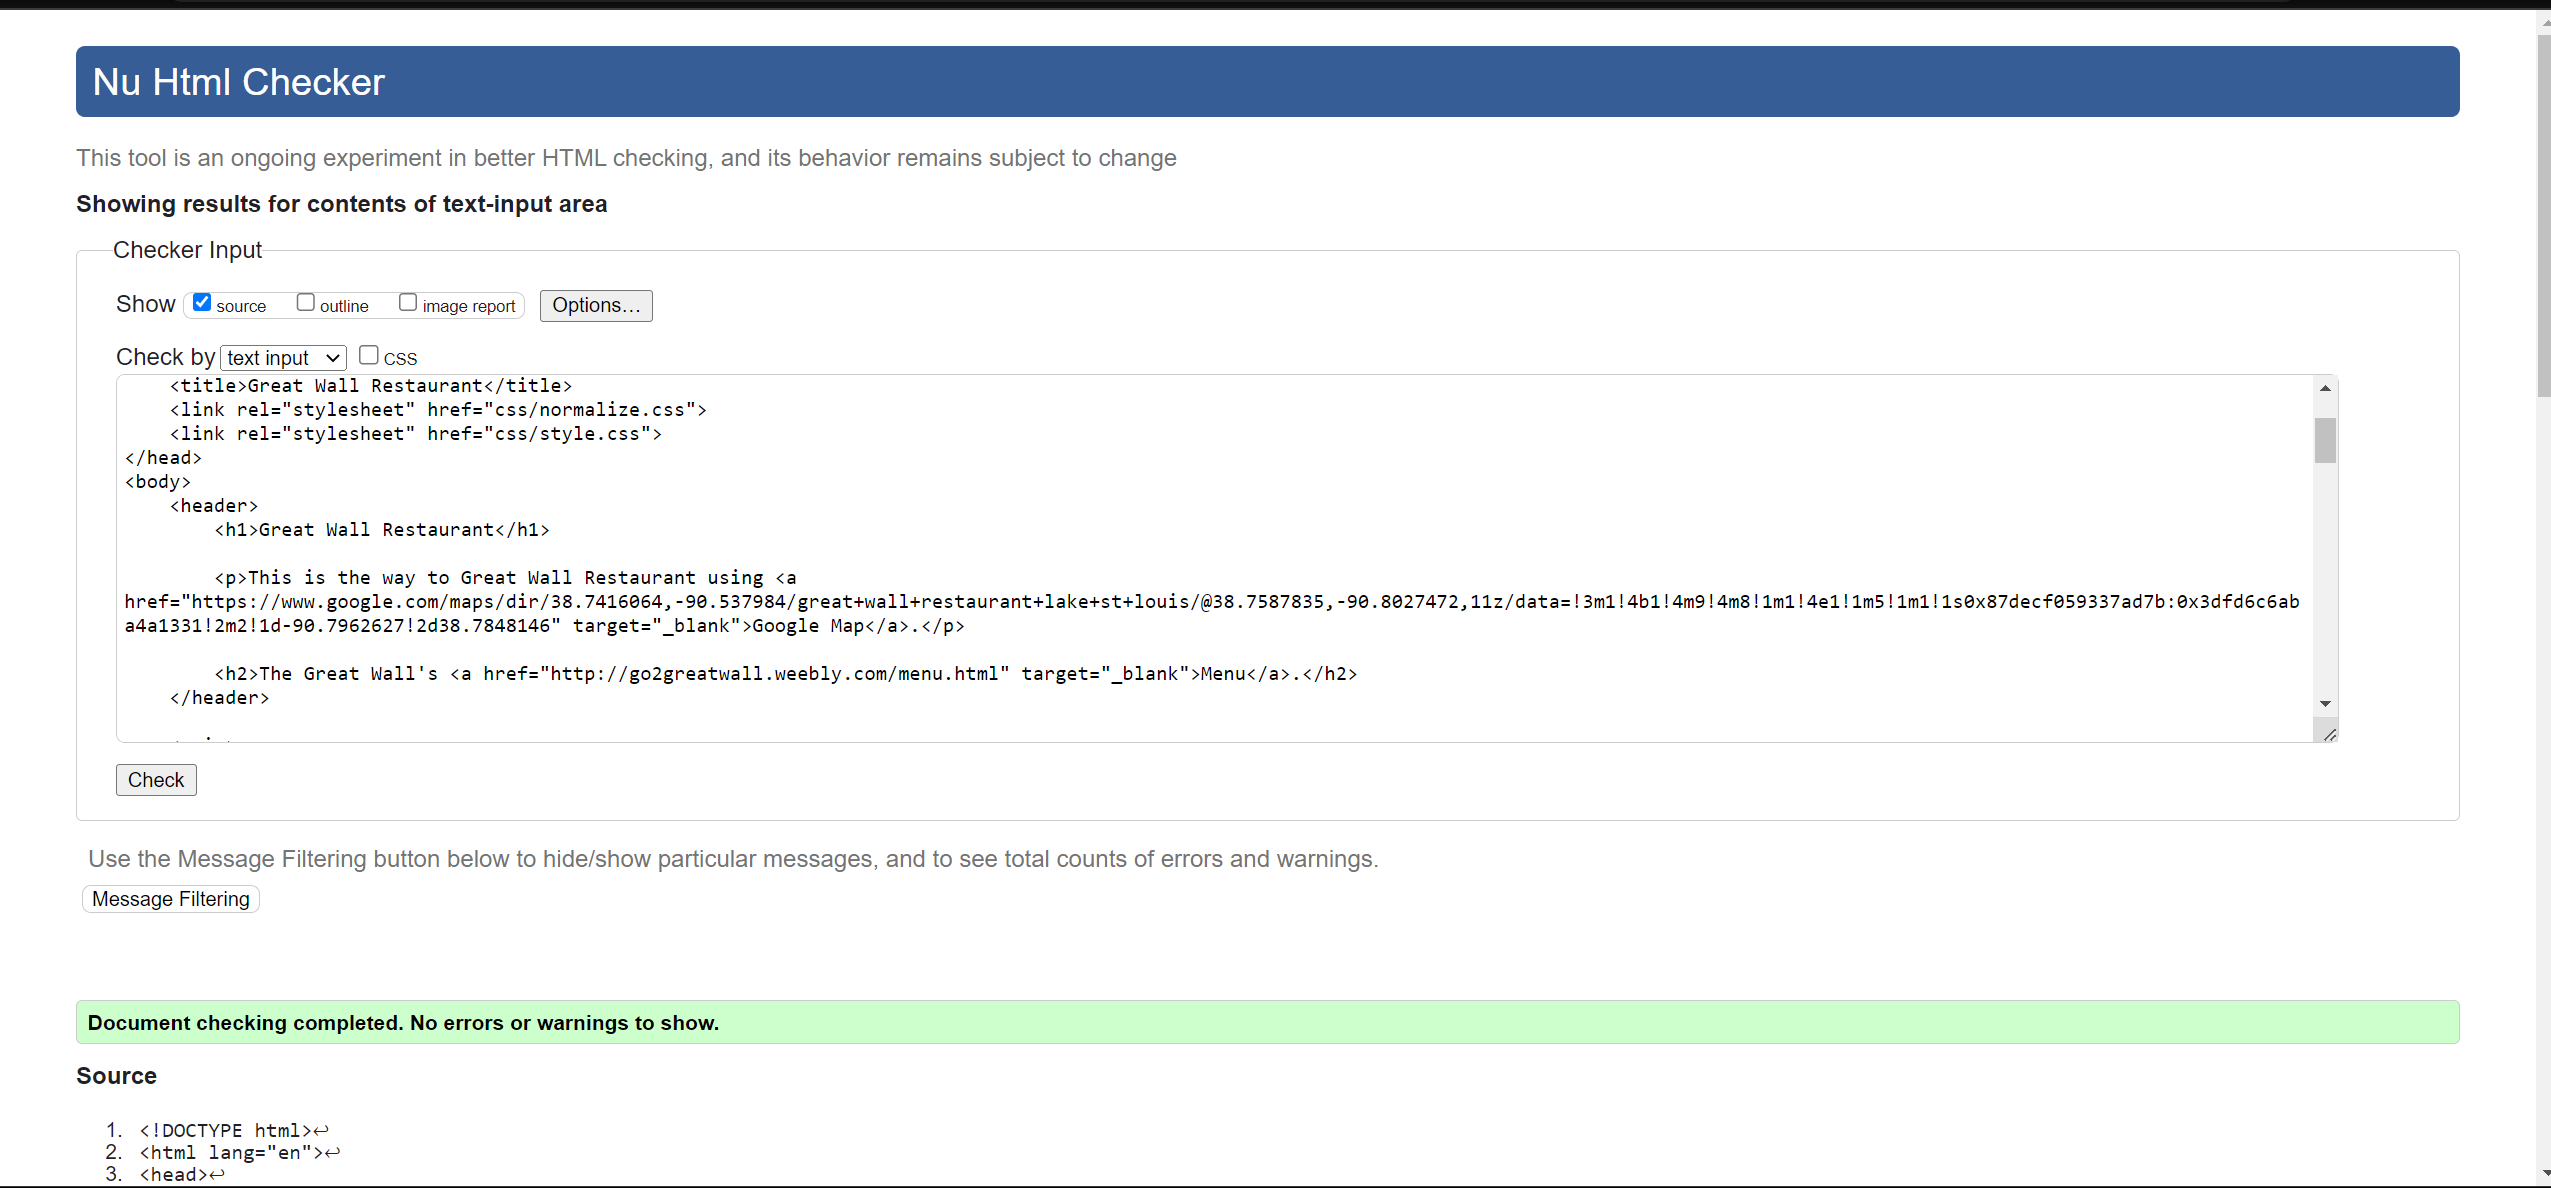 Nu Html Checker
This tool is an ongoing experiment in better HTML checking, and its behavior remains subject to change
Showing results for contents of text-input area
Checker Input
Show source outline image report Options...
Check by text input CSS
<title>Great Wall Restaurant</title>
<link rel="stylesheet" href="css/normalize.css">
<link rel="stylesheet" href="css/style.css">
</head>
<body>
<header>
<h1>Great Wall Restaurant</h1>
<p>This is the way to Great Wall Restaurant using <a
href="https://www.google.com/maps/dir/38.7416064,-90.537984/great+wall+restaurant+lake+st+louis/@38.7587835,-90.8027472,11z/data=!3m1!4b1!4m9!4m8!1m1!4e1!1m5!1m1!1s0x87decf059337ad7b:0x3dfd6c6ab
a4a1331!2m2!1d-90.7962627!2d38.7848146" target="_blank">Google Map</a>.</p>
<h2>The Great Wall's <a href="http://go2greatwall.weebly.com/menu.html" target="_blank">Menu</a>.</h2>
</header>
Check
Use the Message Filtering button below to hide/show particular messages, and to see total counts of errors and warnings.
Message Filtering
Document checking completed. No errors or warnings to show.
Source
1. <!DOCTYPE html>↩
2. <html lang="en">↩
3. <head>↩